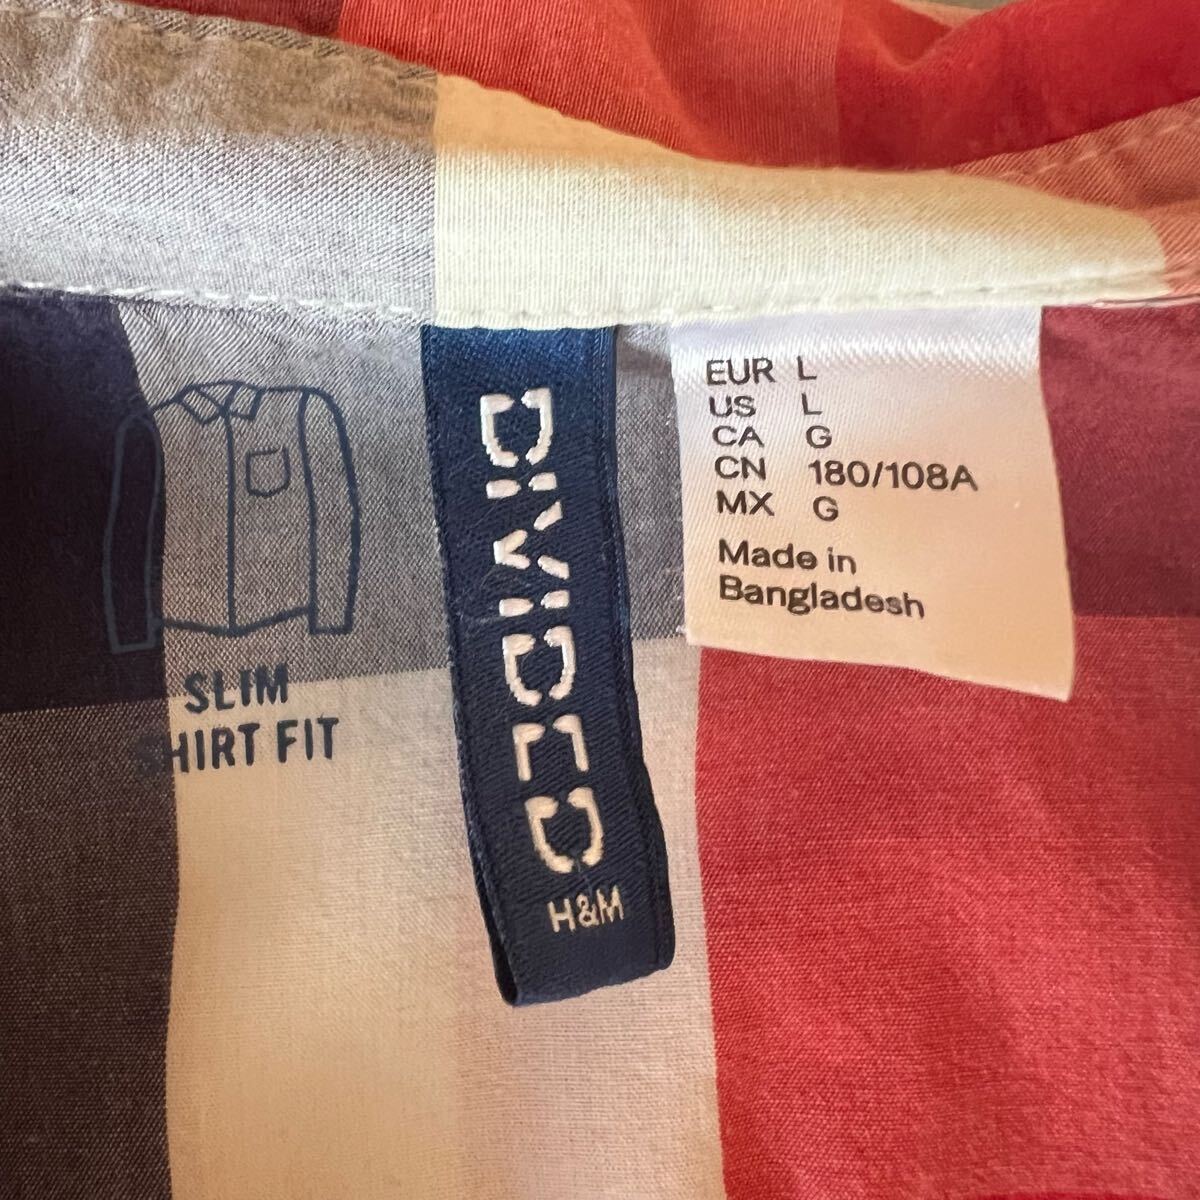 SLIM
SHIRT FIT
DIVIDED
H&M
EUR L
US L
CA G
CN 180/108A
MX G
Made in
Bangladesh